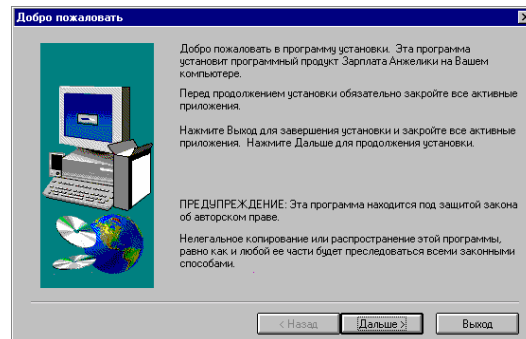 Добро пожаловать
Добро пожаловать в программу установки. Эта программа
установит программный продукт Зарплата Анжелики на Вашем
компьютере.
Перед продолжением установки обязательно закройте все активные
приложения.
Нажмите Выход для завершения установки и закройте все активные
приложения. Нажмите Дальше для продолжения установки.
ПРЕДУПРЕЖДЕНИЕ: Эта программа находится под защитой закона
об авторском праве.
Нелегальное копирование или распространение этой программы,
равно как и любой ее части будет преследоваться всеми законными
способами.
< Назад
Дальше >
Выход